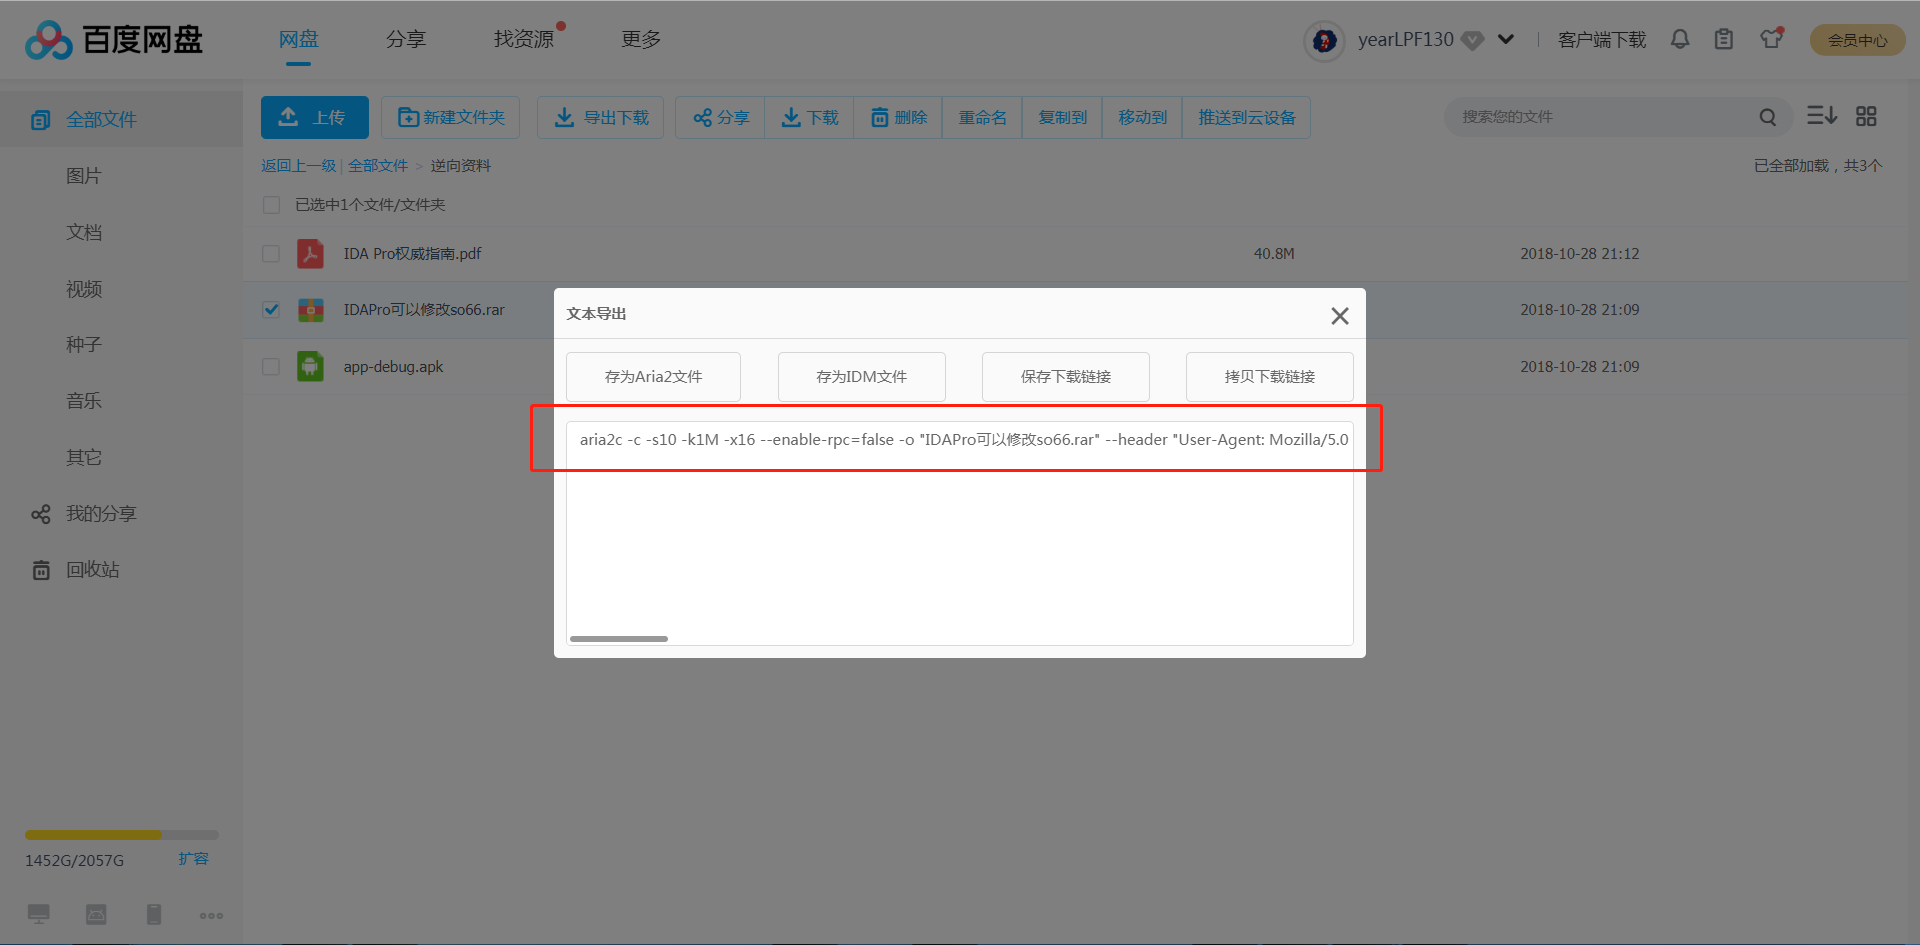 百度网盘 网盘 分享 找资源 更多 yearLPF130 客户端下载 会员中心
全部文件
图片
文档
视频
种子
音乐
其它
我的分享
回收站
1452G/2057G 扩容
上传 新建文件夹 导出下载 分享 下载 删除 重命名 复制到 移动到 推送到云设备 搜索您的文件
返回上一级 | 全部文件 > 逆向资料 已全部加载，共3个
已选中1个文件/文件夹
IDA Pro权威指南.pdf 40.8M 2018-10-28 21:12
IDAPro可以修改so66.rar 2018-10-28 21:09
app-debug.apk 2018-10-28 21:09
文本导出
存为Aria2文件 存为IDM文件 保存下载链接 拷贝下载链接
aria2c -c -s10 -k1M -x16 --enable-rpc=false -o "IDAPro可以修改so66.rar" --header "User-Agent: Mozilla/5.0